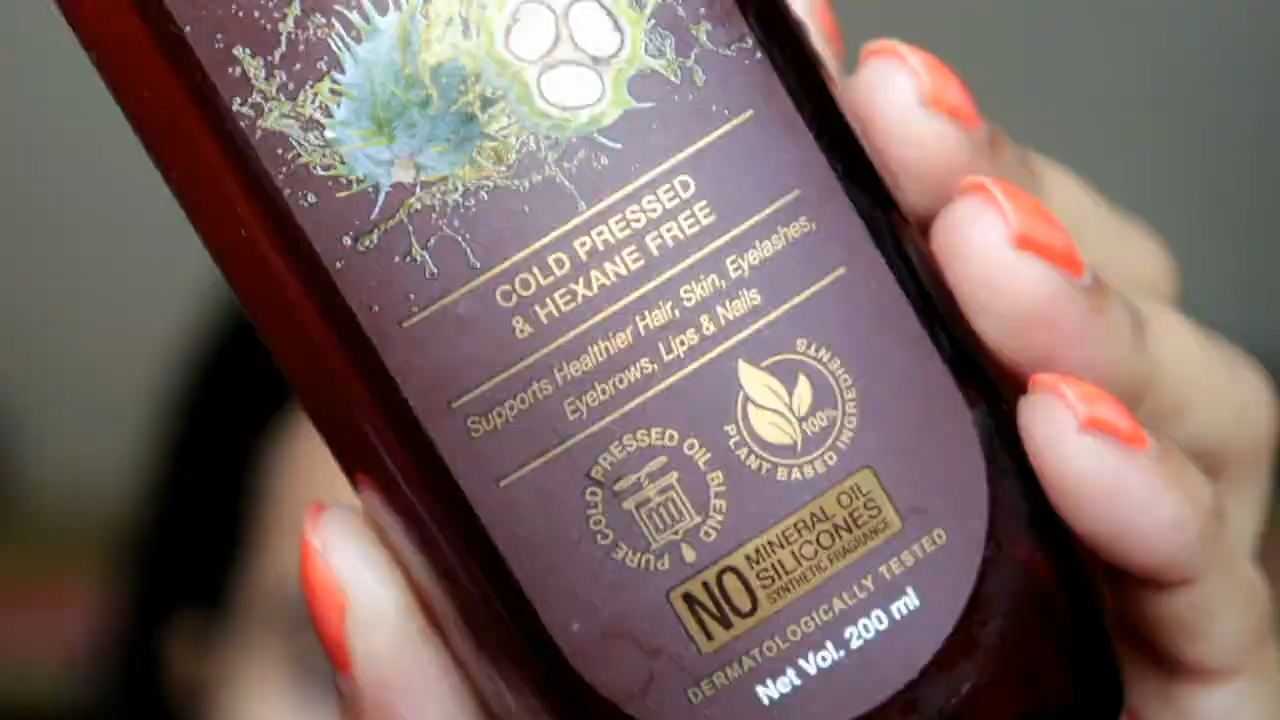 COLD PRESSED
& HEXANE FREE
Supports Healthier Hair, Skin, Eyelashes,
Eyebrows, Lips & Nails
PURE COLD PRESSED OIL BLEND
100%
PLANT BASED INGREDIENTS
NO
MINERAL OIL
SILICONES
SYNTHETIC FRAGRANCE
DERMATOLOGICALLY TESTED
Net Vol. 200 ml